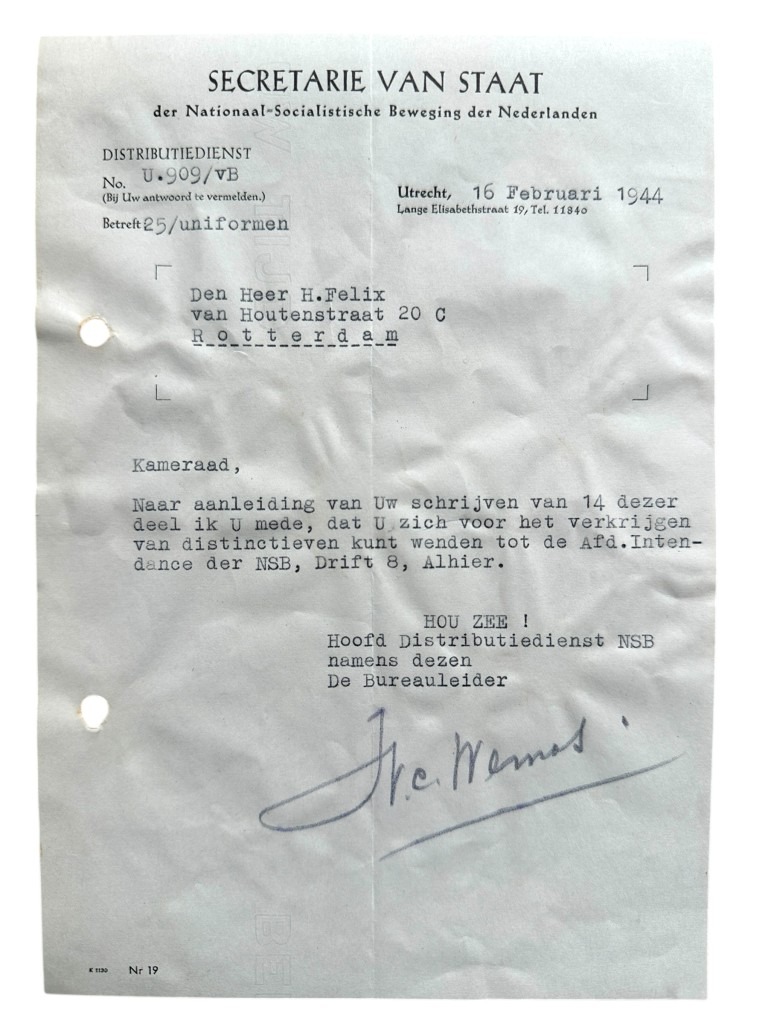 SECRETARIE VAN STAAT
der Nationaal-Socialistische Beweging der Nederlanden
DISTRIBUTIEDIENST
No. U.909/vB
(Bij Uw antwoord te vermelden.)
Utrecht, 16 Februari 1944
Lange Elisabethstraat 19, Tel. 11840
Betreft 25/uniformen
Den Heer H.Felix
van Houtenstraat 20 C
Rotterdam
Kameraad,
Naar aanleiding van Uw schrijven van 14 dezer
deel ik U mede, dat U zich voor het verkrijgen
van distinctieven kunt wenden tot de Afd.Inten-
dance der NSB, Drift 8, Alhier.
HOU ZEE !
Hoofd Distributiedienst NSB
namens dezen
De Bureauleider
K 1130 Nr 19